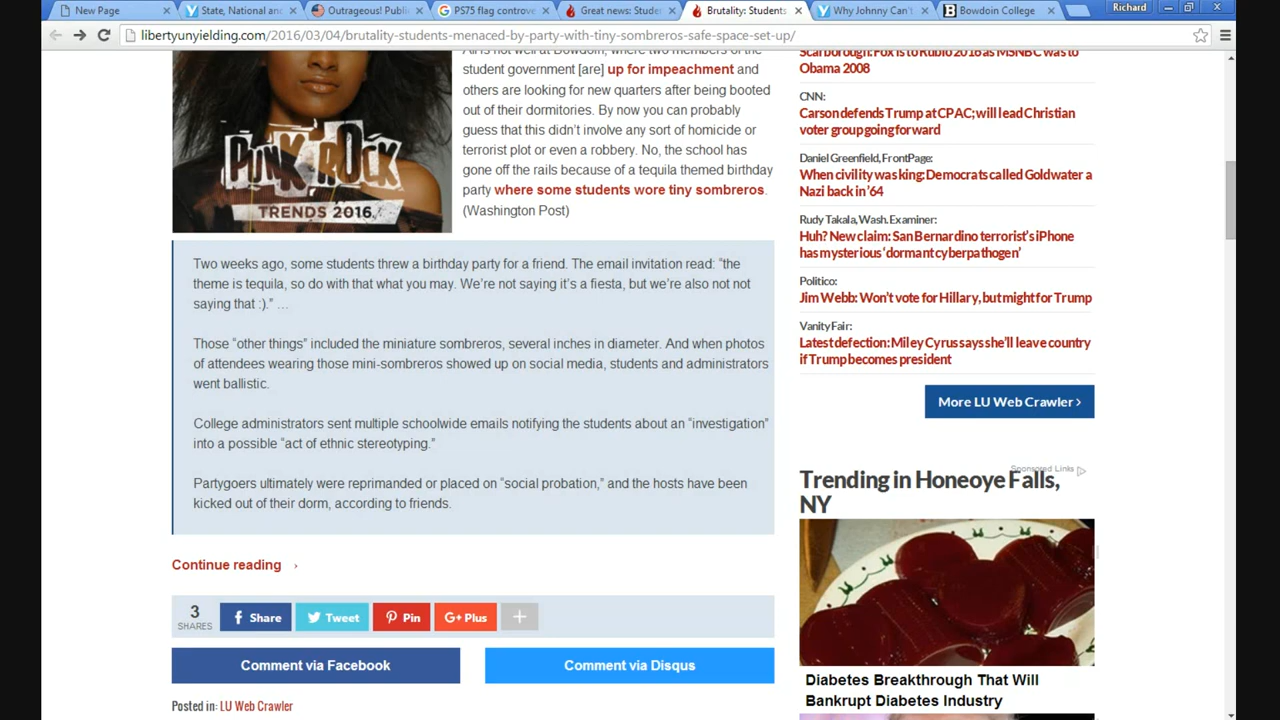 New Page
State, National and
Outrageous! Publi
PS75 flag controve
Great news: Studen
Brutality: Students
Why Johnny Can't
Bowdoin College
Richard
libertyunyielding.com/2016/03/04/brutality-students-menaced-by-party-with-tiny-sombreros-safe-space-set-up/
PUNK ROCK
TRENDS 2016
student government [are] up for impeachment and
others are looking for new quarters after being booted
out of their dormitories. By now you can probably
guess that this didn't involve any sort of homicide or
terrorist plot or even a robbery. No, the school has
gone off the rails because of a tequila themed birthday
party where some students wore tiny sombreros.
(Washington Post)
Two weeks ago, some students threw a birthday party for a friend. The email invitation read: “the
theme is tequila, so do with that what you may. We're not saying it's a fiesta, but we're also not not
saying that :).” …
Those “other things” included the miniature sombreros, several inches in diameter. And when photos
of attendees wearing those mini-sombreros showed up on social media, students and administrators
went ballistic.
College administrators sent multiple schoolwide emails notifying the students about an “investigation”
into a possible “act of ethnic stereotyping.”
Partygoers ultimately were reprimanded or placed on “social probation,” and the hosts have been
kicked out of their dorm, according to friends.
Continue reading ›
3
SHARES
Share
Tweet
Pin
G+ Plus
Comment via Facebook
Comment via Disqus
Posted in: LU Web Crawler
Scarborough: Fox is to Rubio 2016 as MSNBC was to
Obama 2008
CNN:
Carson defends Trump at CPAC; will lead Christian
voter group going forward
Daniel Greenfield, FrontPage:
When civility was king: Democrats called Goldwater a
Nazi back in '64
Rudy Takala, Wash. Examiner:
Huh? New claim: San Bernardino terrorist's iPhone
has mysterious 'dormant cyber pathogen'
Politico:
Jim Webb: Won't vote for Hillary, but might for Trump
Vanity Fair:
Latest defection: Miley Cyrus says she'll leave country
if Trump becomes president
More LU Web Crawler ›
Sponsored Links
Trending in Honeoye Falls,
NY
Diabetes Breakthrough That Will
Bankrupt Diabetes Industry